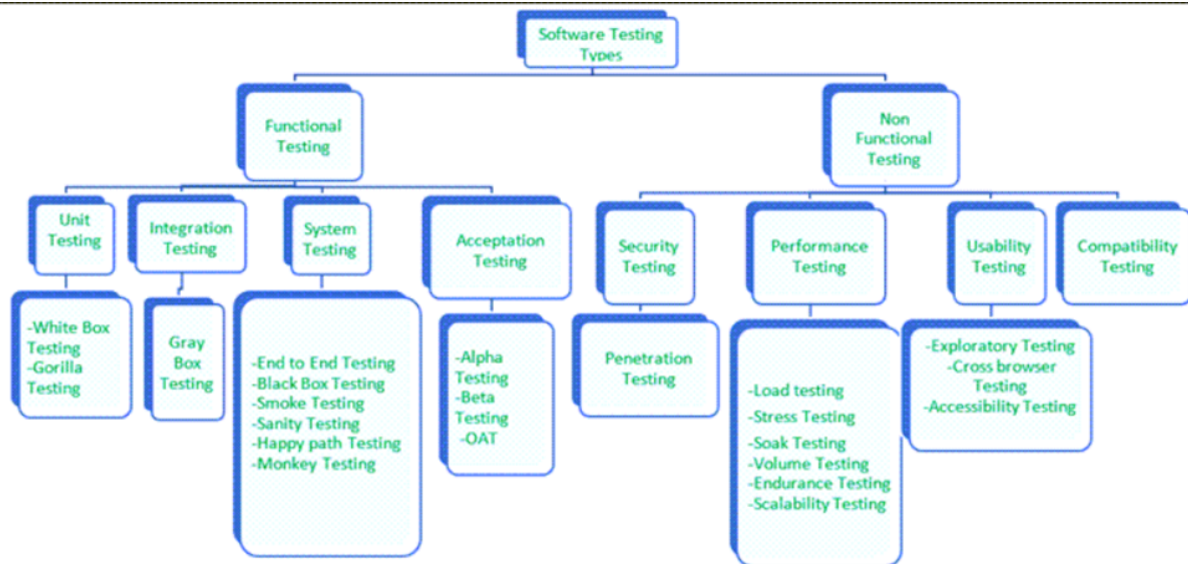 Software Testing
Types
Functional
Testing
Non
Functional
Testing
Unit
Testing
Integration
Testing
System
Testing
Acceptation
Testing
Security
Testing
Performance
Testing
Usability
Testing
Compatibility
Testing
-White Box
Testing
-Gorilla
Testing
Gray
Box
Testing
-End to End Testing
-Black Box Testing
-Smoke Testing
-Sanity Testing
-Happy path Testing
-Monkey Testing
-Alpha
Testing
-Beta
Testing
-OAT
Penetration
Testing
-Load testing
-Stress Testing
-Soak Testing
-Volume Testing
-Endurance Testing
-Scalability Testing
-Exploratory Testing
-Cross browser
Testing
-Accessibility Testing